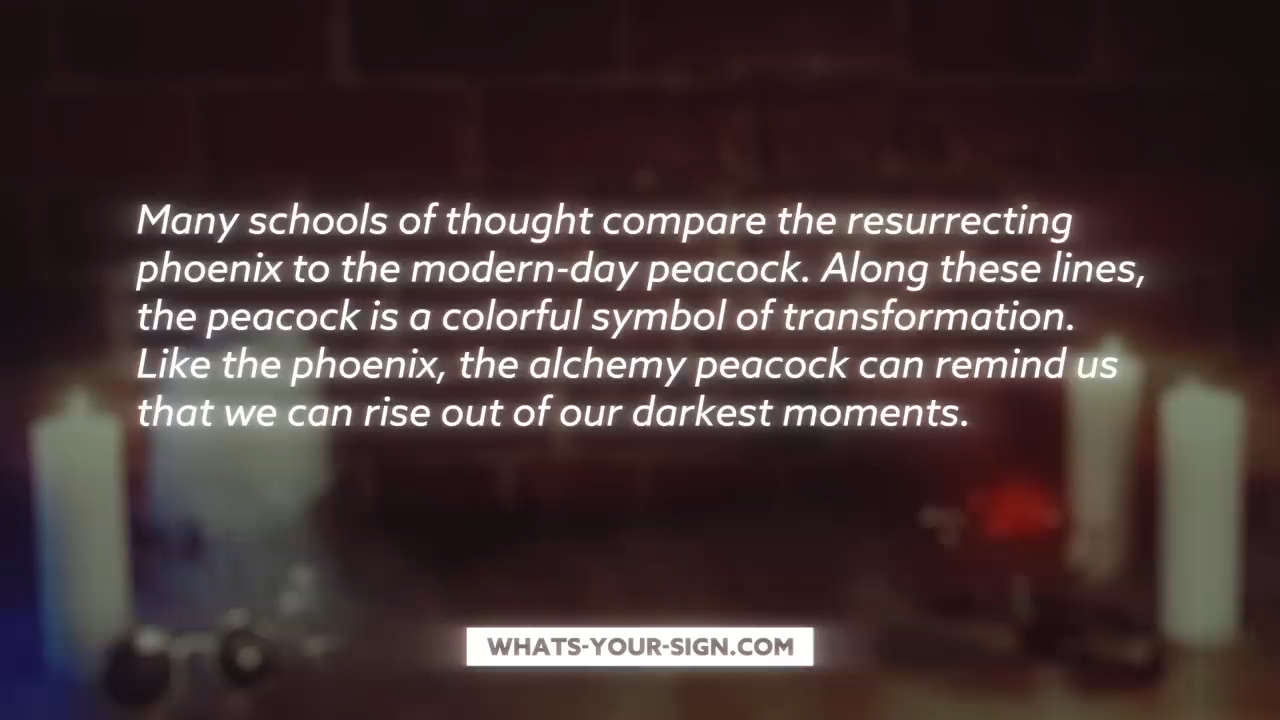 Many schools of thought compare the resurrecting
phoenix to the modern-day peacock. Along these lines,
the peacock is a colorful symbol of transformation.
Like the phoenix, the alchemy peacock can remind us
that we can rise out of our darkest moments.
WHATS-YOUR-SIGN.COM